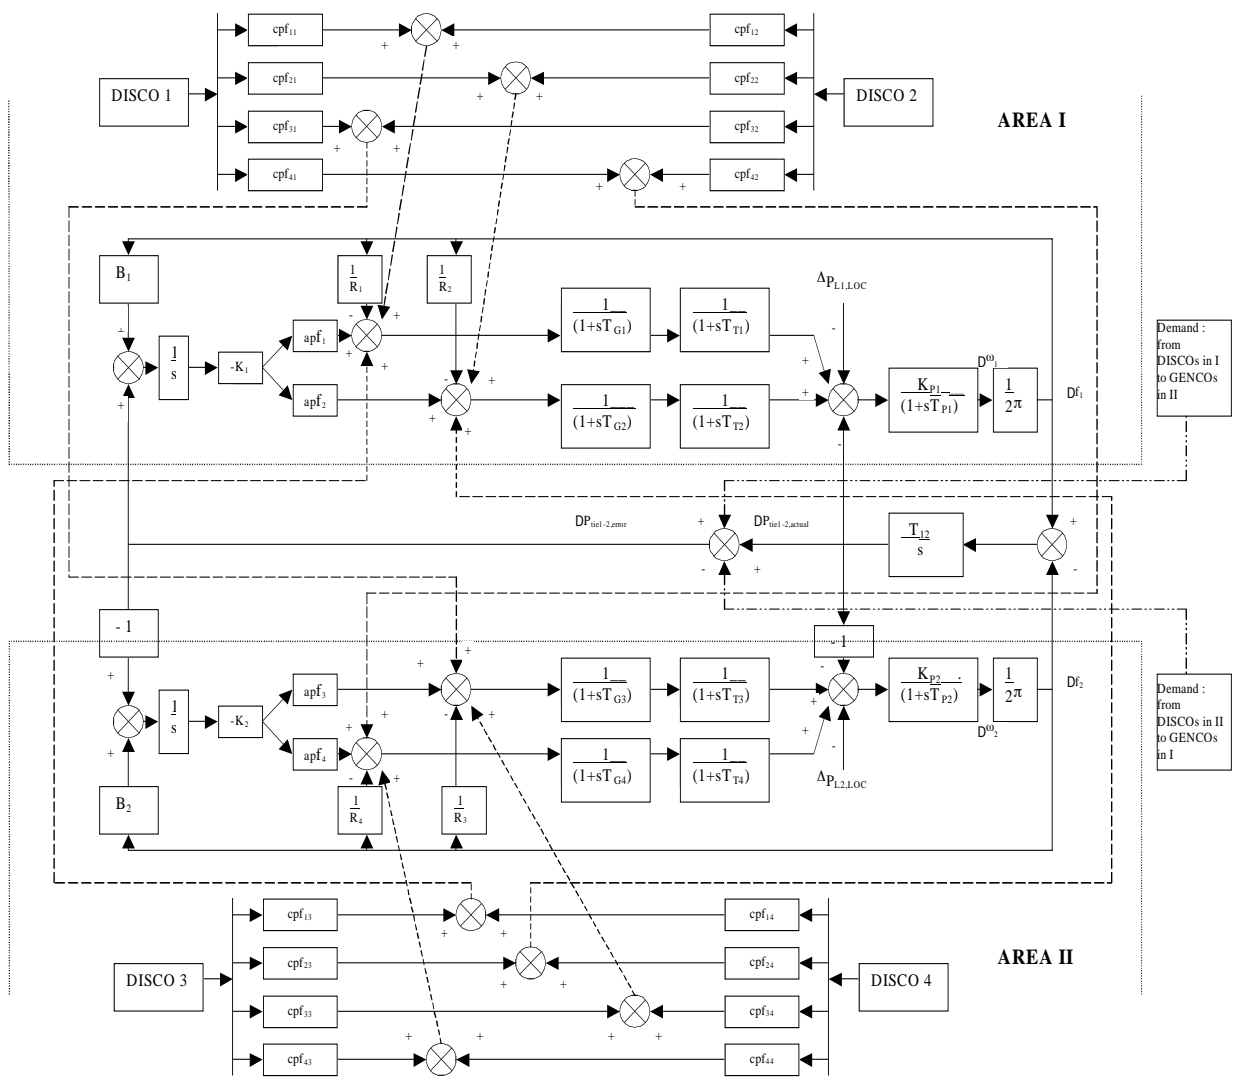 cpf11
+
+
cpf12
cpf21
+
+
cpf22
DISCO 1
DISCO 2
AREA I
cpf31
+
+
cpf32
cpf41
+
+
cpf42
B1
1
R1
1
R2
ΔPL1,LOC
+
-
+
-
1
s
-K1
apf1
+
+
1
(1+sTG1)
1
(1+sTT1)
+
Demand :
from
DISCOs in I
to GENCOs
in II
Dω1
+
apf2
-
+
+
+
1
(1+sTG2)
1
(1+sTT2)
+
-
KP1
(1+sTP1)
1
2π
Df1
DPtie1-2,error
+
DPtie1-2,actual
-
+
T12
s
+
-
- 1
- 1
+
+
+
+
-
1
s
-K2
apf3
-
+
1
(1+sTG3)
1
(1+sTT3)
+
KP2 .
(1+sTP2)
1
2π
Df2
Dω2
Demand :
from
DISCOs in II
to GENCOs
in I
+
+
+
apf4
-
+
1
(1+sTG4)
1
(1+sTT4)
+
-
ΔPL2,LOC
B2
1
R4
1
R3
cpf13
+
+
cpf14
cpf23
+
+
cpf24
AREA II
DISCO 3
DISCO 4
cpf33
+
+
cpf34
cpf43
+
+
cpf44